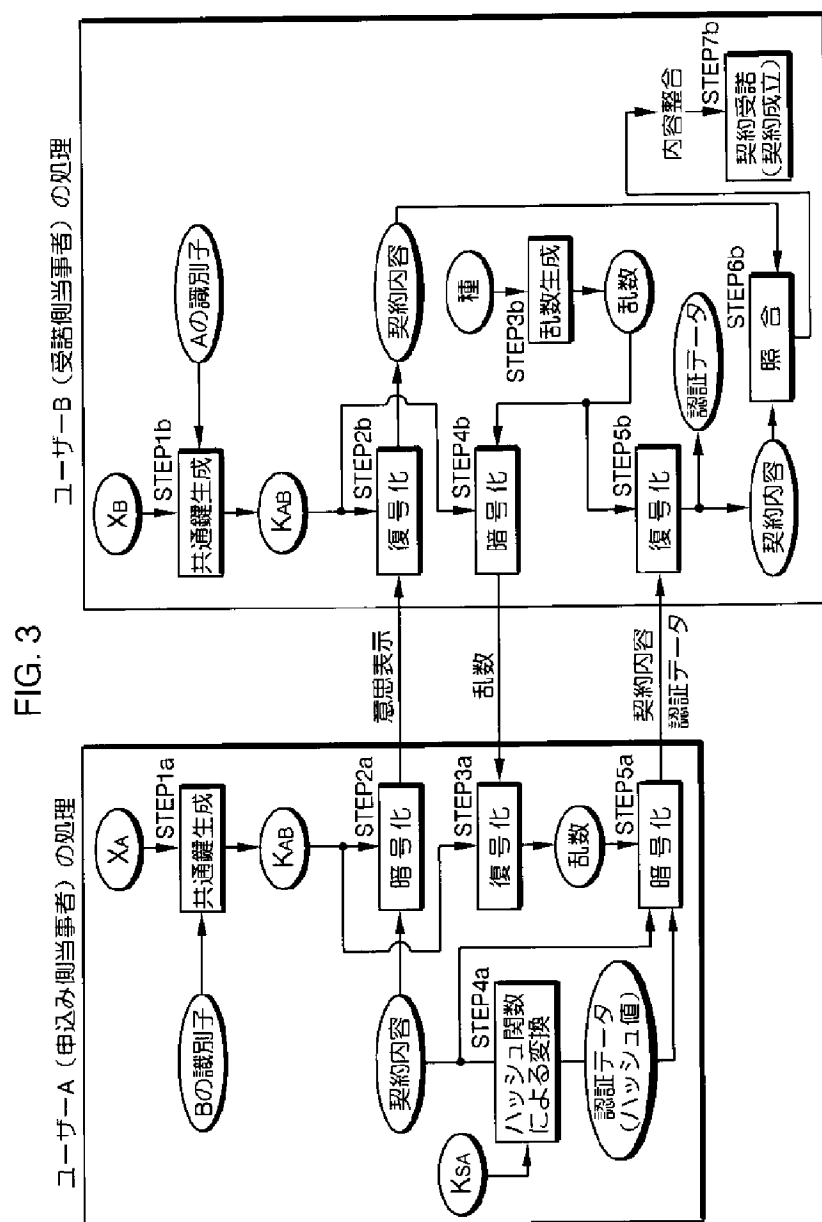 FIG. 3
ユーザーA（申込み側当事者）の処理
XA
STEP1a
Bの識別子
共通鍵生成
KAB
STEP2a
契約内容
暗号化
STEP3a
復号化
乱数
STEP4a
KSA
ハッシュ関数
による変換
認証データ
(ハッシュ値)
STEP5a
暗号化
意思表示
乱数
契約内容
認証データ
ユーザーB（受諾側当事者）の処理
XB
STEP1b
共通鍵生成
Aの識別子
KAB
STEP2b
復号化
契約内容
種
STEP3b
乱数生成
乱数
STEP4b
暗号化
STEP5b
復号化
認証データ
契約内容
STEP6b
照合
内容整合
STEP7b
契約受諾
(契約成立)